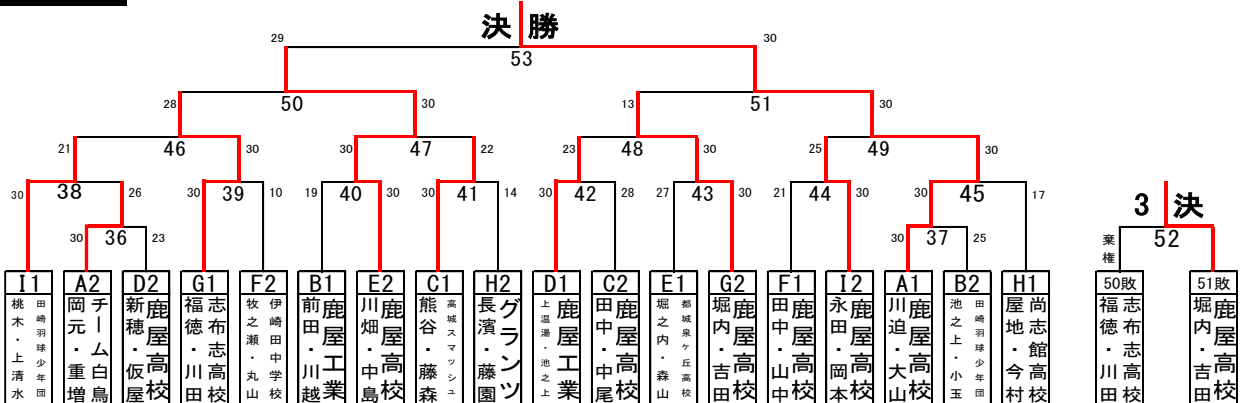 決 勝
29 30
53
28 30 13 30
50 51
21 30 30 22 23 30 25 30
46 47 48 49
30 26 30 10 19 30 30 14 30 28 27 30 21 30 30 17
38 39 40 41 42 43 44 45
30 23 30 25
36 37
3 決
棄権
52
I1 A2 D2 G1 F2 B1 E2 C1 H2 D1 C2 E1 G2 F1 I2 A1 B2 H1 50敗 51敗
田崎羽球少年団
桃木・上清水
チーム白鳥
岡元・重増
鹿屋高校
新穂・仮屋
志布志高校
福徳・川田
伊崎田中学校
牧之瀬・丸山
鹿屋工業
前田・川越
鹿屋高校
川畑・中島
高城スマッシュ
熊谷・藤森
グランツ
長濱・藤園
鹿屋工業
上温湯・池之上
鹿屋高校
田中・中尾
都城泉ヶ丘高校
堀之内・森山
鹿屋高校
堀内・吉田
鹿屋高校
田中・山中
鹿屋高校
永田・岡本
鹿屋高校
川迫・大山
田崎羽球少年団
池之上・小玉
尚志館高校
屋地・今村
志布志高校
福徳・川田
鹿屋高校
堀内・吉田